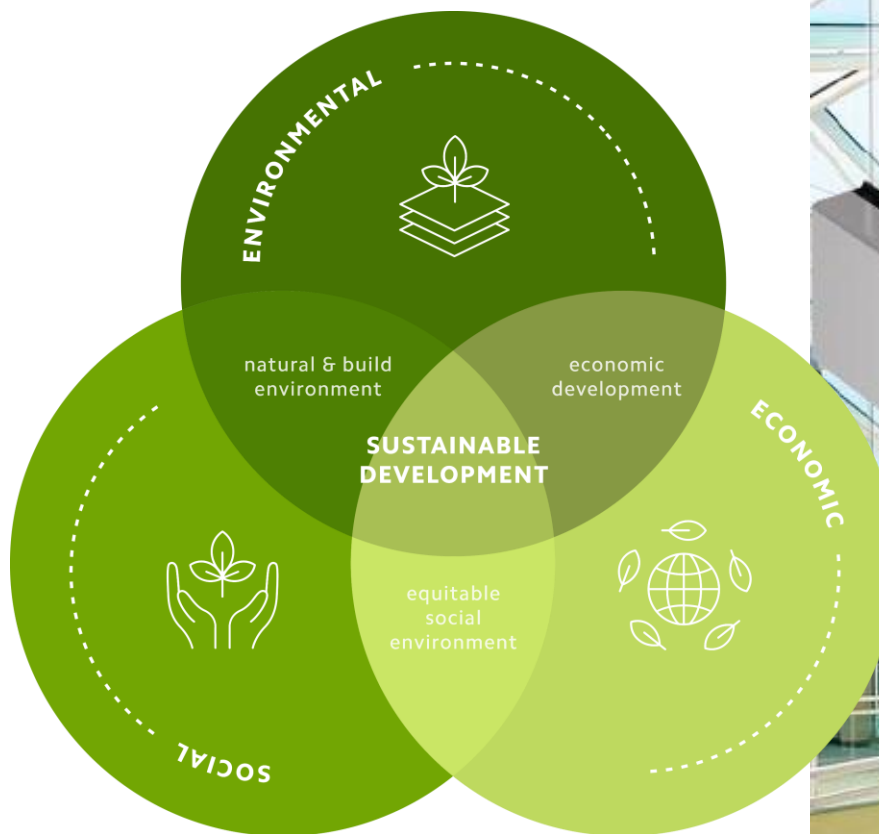 ENVIRONMENTAL
natural & build
environment
economic
development
ECONOMIC
SUSTAINABLE
DEVELOPMENT
equitable
social
environment
SOCIAL